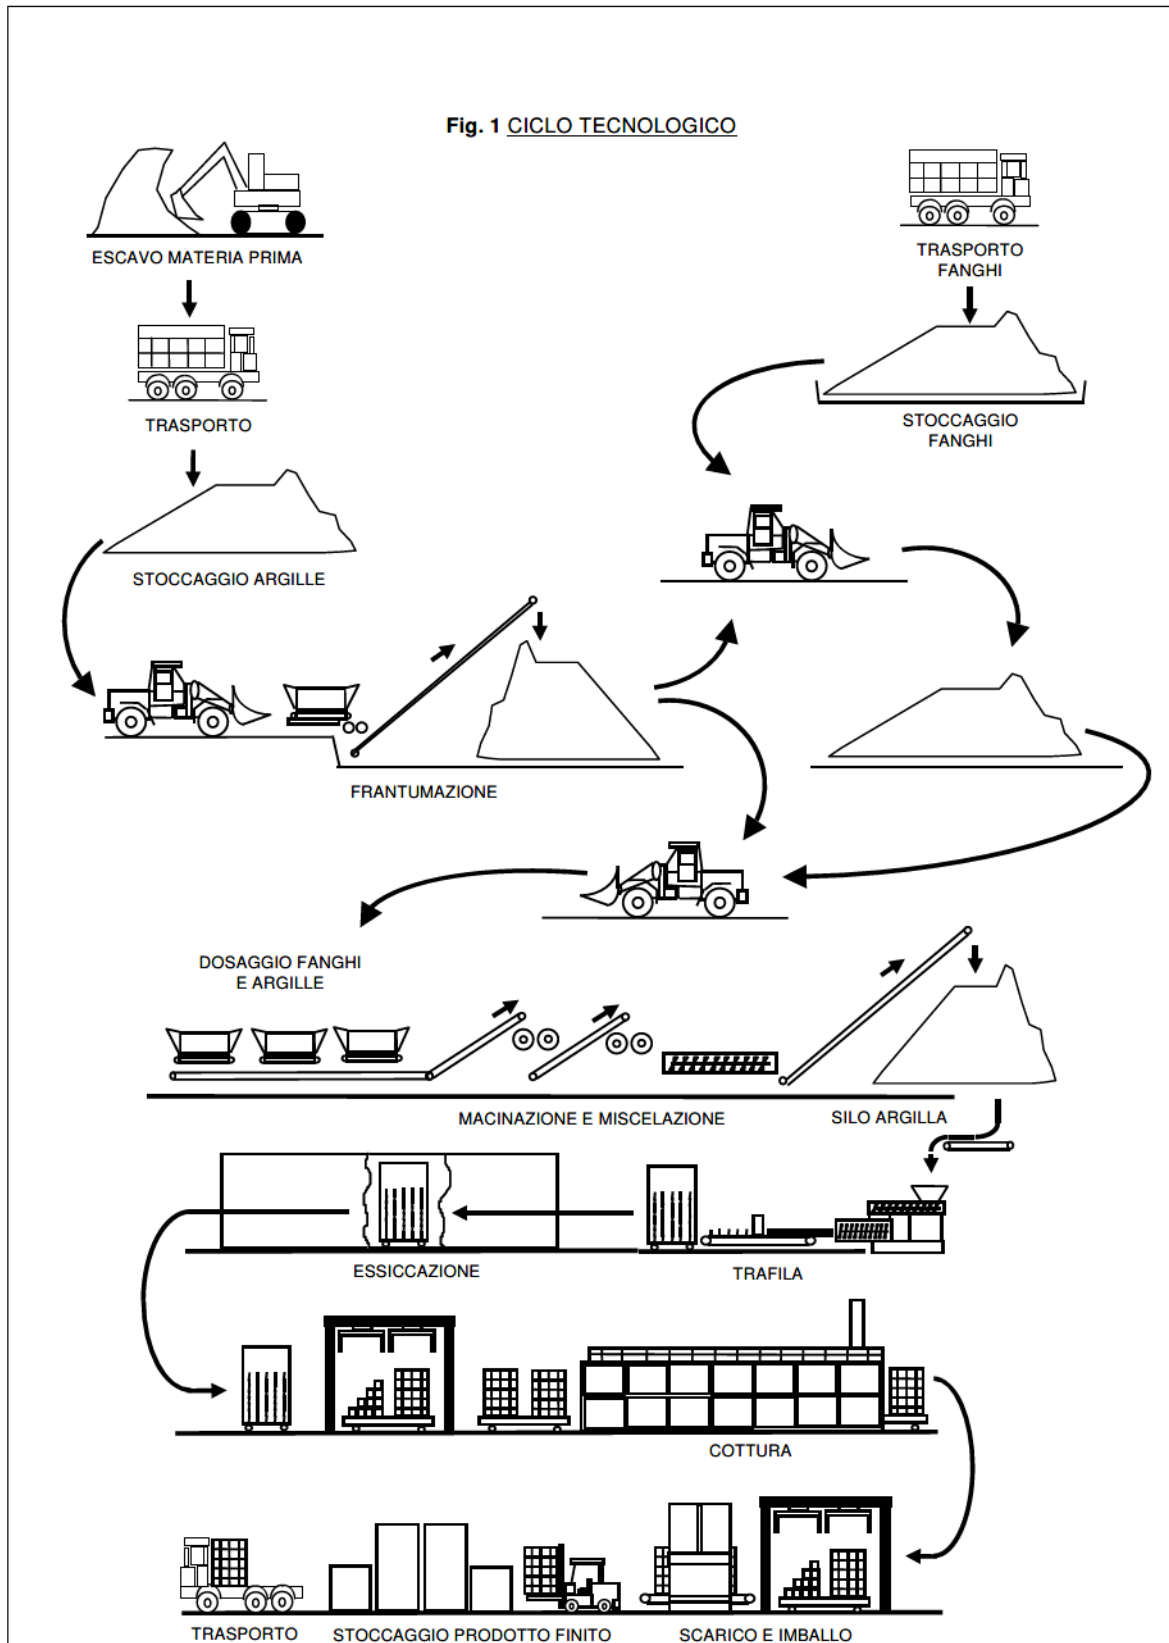 Fig. 1 CICLO TECNOLOGICO
ESCAVO MATERIA PRIMA
TRASPORTO
FANGHI
TRASPORTO
STOCCAGGIO
FANGHI
STOCCAGGIO ARGILLE
FRANTUMAZIONE
DOSAGGIO FANGHI
E ARGILLE
MACINAZIONE E MISCELAZIONE
SILO ARGILLA
ESSICCAZIONE
TRAFILA
COTTURA
TRASPORTO
STOCCAGGIO PRODOTTO FINITO
SCARICO E IMBALLO